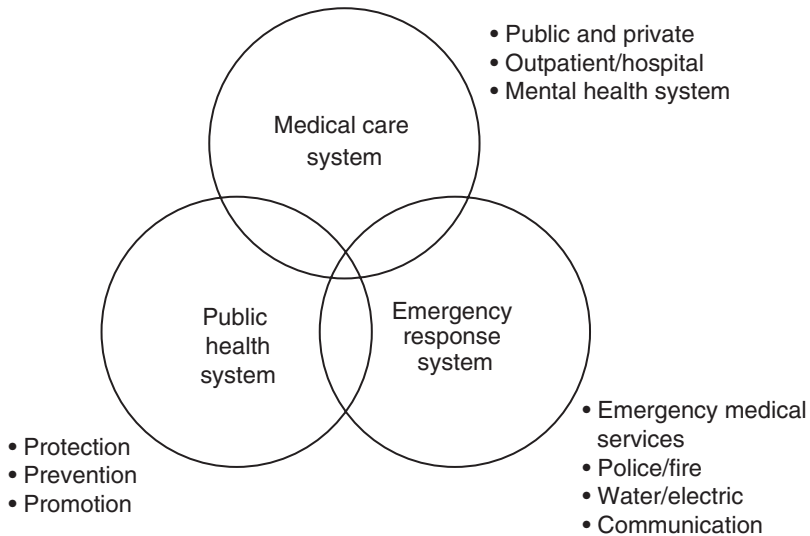 • Public and private
• Outpatient/hospital
• Mental health system
Medical care
system
Public
health
system
Emergency
response
system
• Protection
• Prevention
• Promotion
• Emergency medical
services
• Police/fire
• Water/electric
• Communication